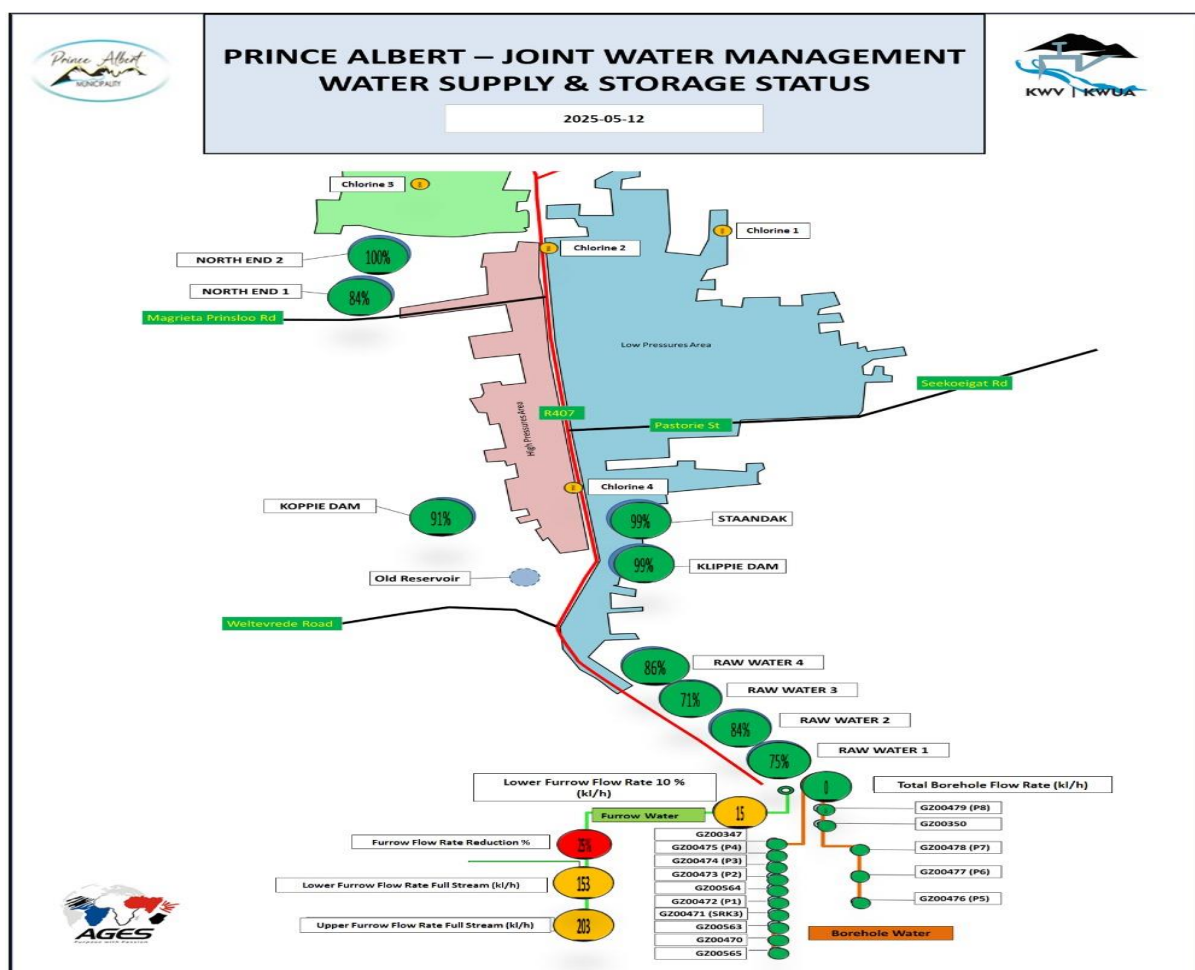 Prince Albert
MUNICIPALITY
PRINCE ALBERT – JOINT WATER MANAGEMENT
WATER SUPPLY & STORAGE STATUS
2025-05-12
KWV | KWUA
Chlorine 3
Chlorine 1
Chlorine 2
NORTH END 2
100%
NORTH END 1
84%
Magrieta Prinsloo Rd
Low Pressures Area
Seekoeigat Rd
R407
High Pressures Area
Pastorie St
Chlorine 4
KOPPIE DAM
91%
99%
STAANDAK
99%
KLIPPIE DAM
Old Reservoir
Weltevrede Road
86%
RAW WATER 4
71%
RAW WATER 3
84%
RAW WATER 2
75%
RAW WATER 1
Lower Furrow Flow Rate 10 %
(kl/h)
0
Total Borehole Flow Rate (kl/h)
Furrow Water
15
GZ00479 (P8)
GZ00350
GZ00347
Furrow Flow Rate Reduction %
25%
GZ00475 (P4)
GZ00478 (P7)
GZ00474 (P3)
GZ00473 (P2)
GZ00477 (P6)
Lower Furrow Flow Rate Full Stream (kl/h)
153
GZ00564
GZ00472 (P1)
GZ00476 (P5)
GZ00471 (SRK3)
Upper Furrow Flow Rate Full Stream (kl/h)
203
GZ00563
GZ00470
GZ00565
Borehole Water
AGES
Purpose with Passion